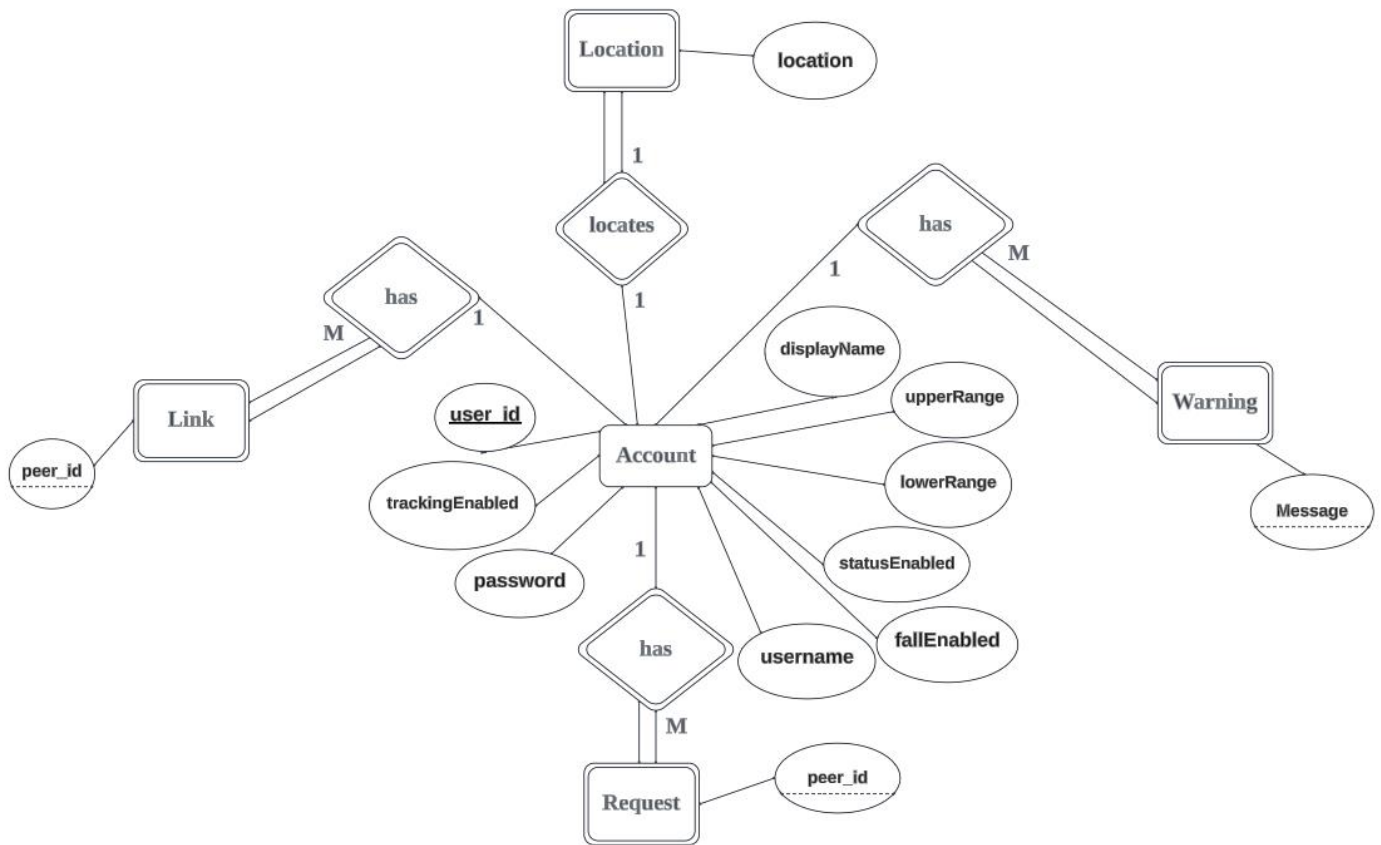 Location
location
1
locates
has
1
M
has
1
1
M
displayName
Link
user_id
upperRange
Warning
peer_id
trackingEnabled
Account
lowerRange
Message
password
1
statusEnabled
has
username
fallEnabled
M
Request
peer_id